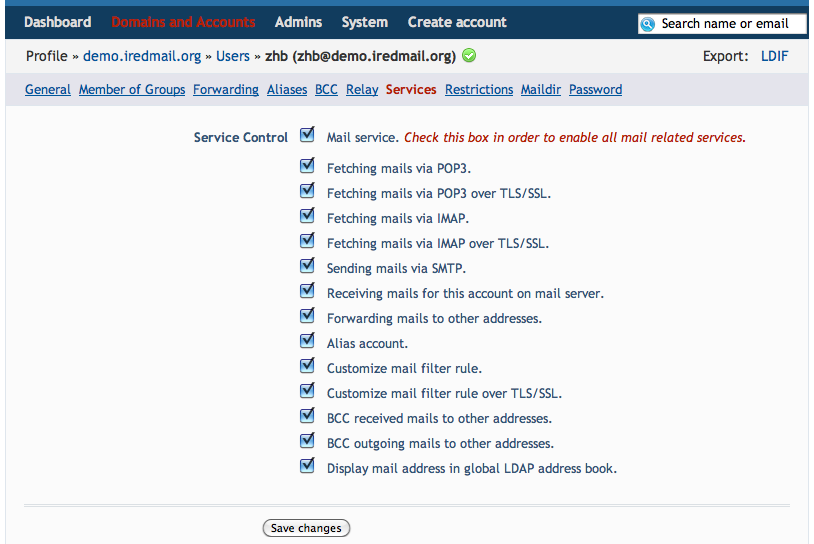 Dashboard Domains and Accounts Admins System Create account Search name or email
Profile » demo.iredmail.org » Users » zhb (zhb@demo.iredmail.org) Export: LDIF
General Member of Groups Forwarding Aliases BCC Relay Services Restrictions Maildir Password
Service Control Mail service. Check this box in order to enable all mail related services.
Fetching mails via POP3.
Fetching mails via POP3 over TLS/SSL.
Fetching mails via IMAP.
Fetching mails via IMAP over TLS/SSL.
Sending mails via SMTP.
Receiving mails for this account on mail server.
Forwarding mails to other addresses.
Alias account.
Customize mail filter rule.
Customize mail filter rule over TLS/SSL.
BCC received mails to other addresses.
BCC outgoing mails to other addresses.
Display mail address in global LDAP address book.
Save changes